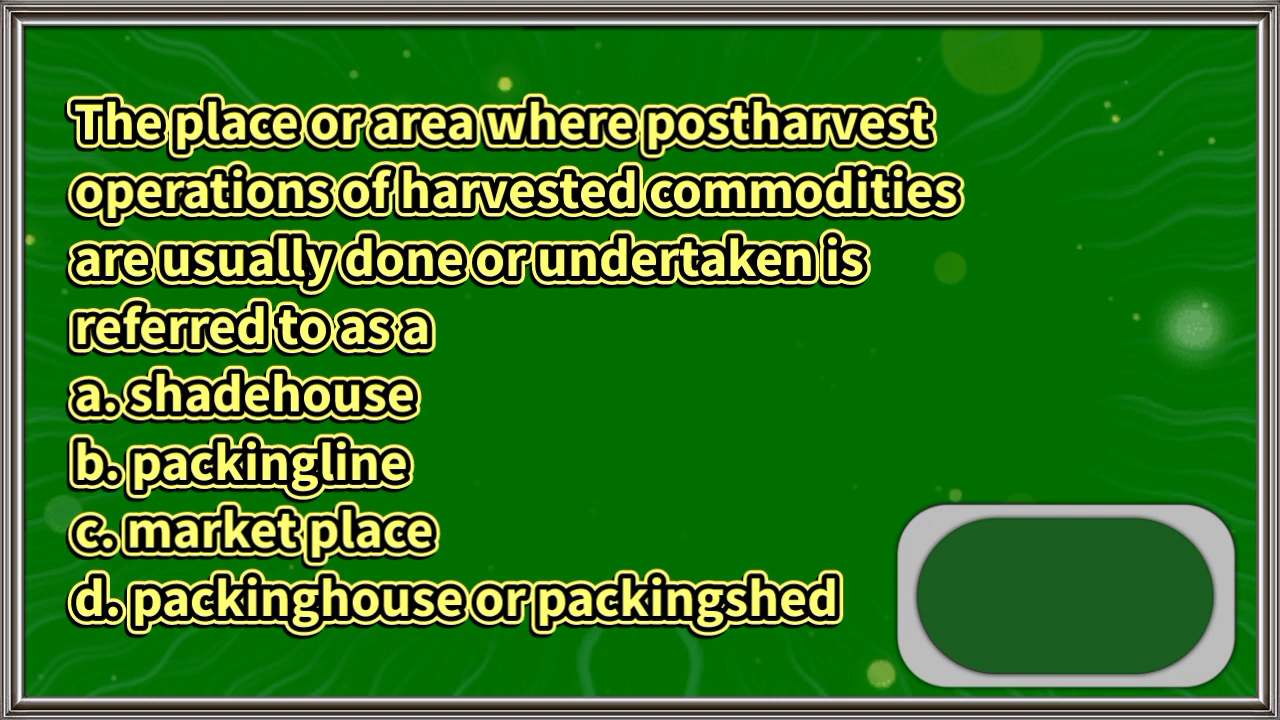 The place or area where postharvest
operations of harvested commodities
are usually done or undertaken is
referred to as a
a. shadehouse
b. packingline
c. market place
d. packinghouse or packingshed